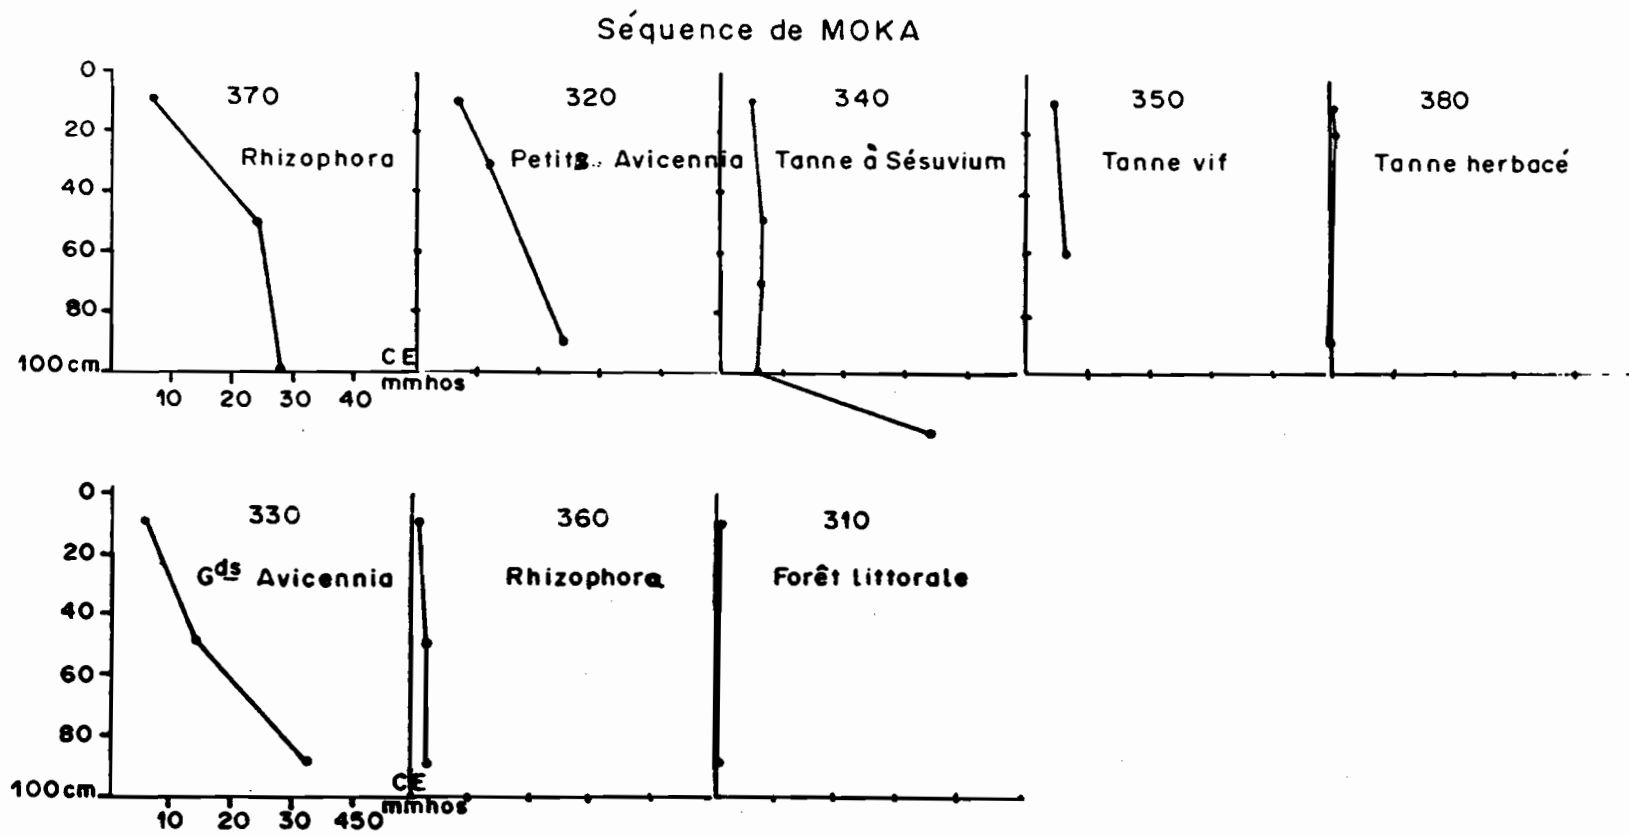 Séquence de MOKA
0
370 320 340 350 380
20
Rhizophora Petits Avicennia Tanne à Sésuvium Tanne vif Tanne herbacé
40
60
80
100 cm CE
mmhos
10 20 30 40
0
330 360 310
20
Gds Avicennia Rhizophora Forêt littorale
40
60
80
100 cm CE
mmhos
10 20 30 450